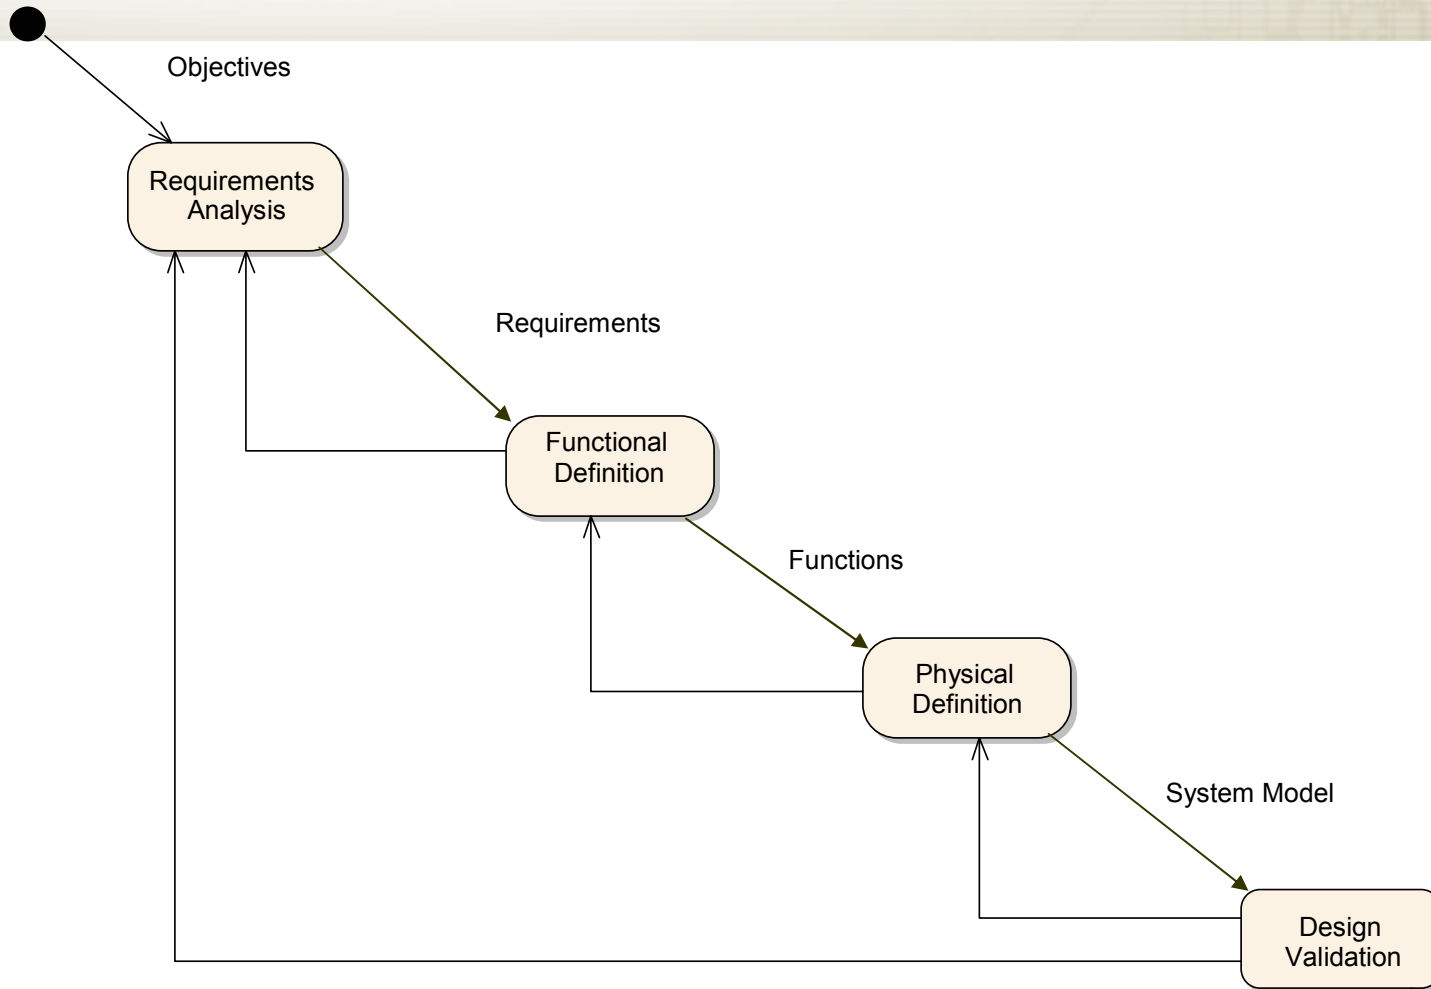 Objectives
Requirements
Analysis
Requirements
Functional
Definition
Functions
Physical
Definition
System Model
Design
Validation